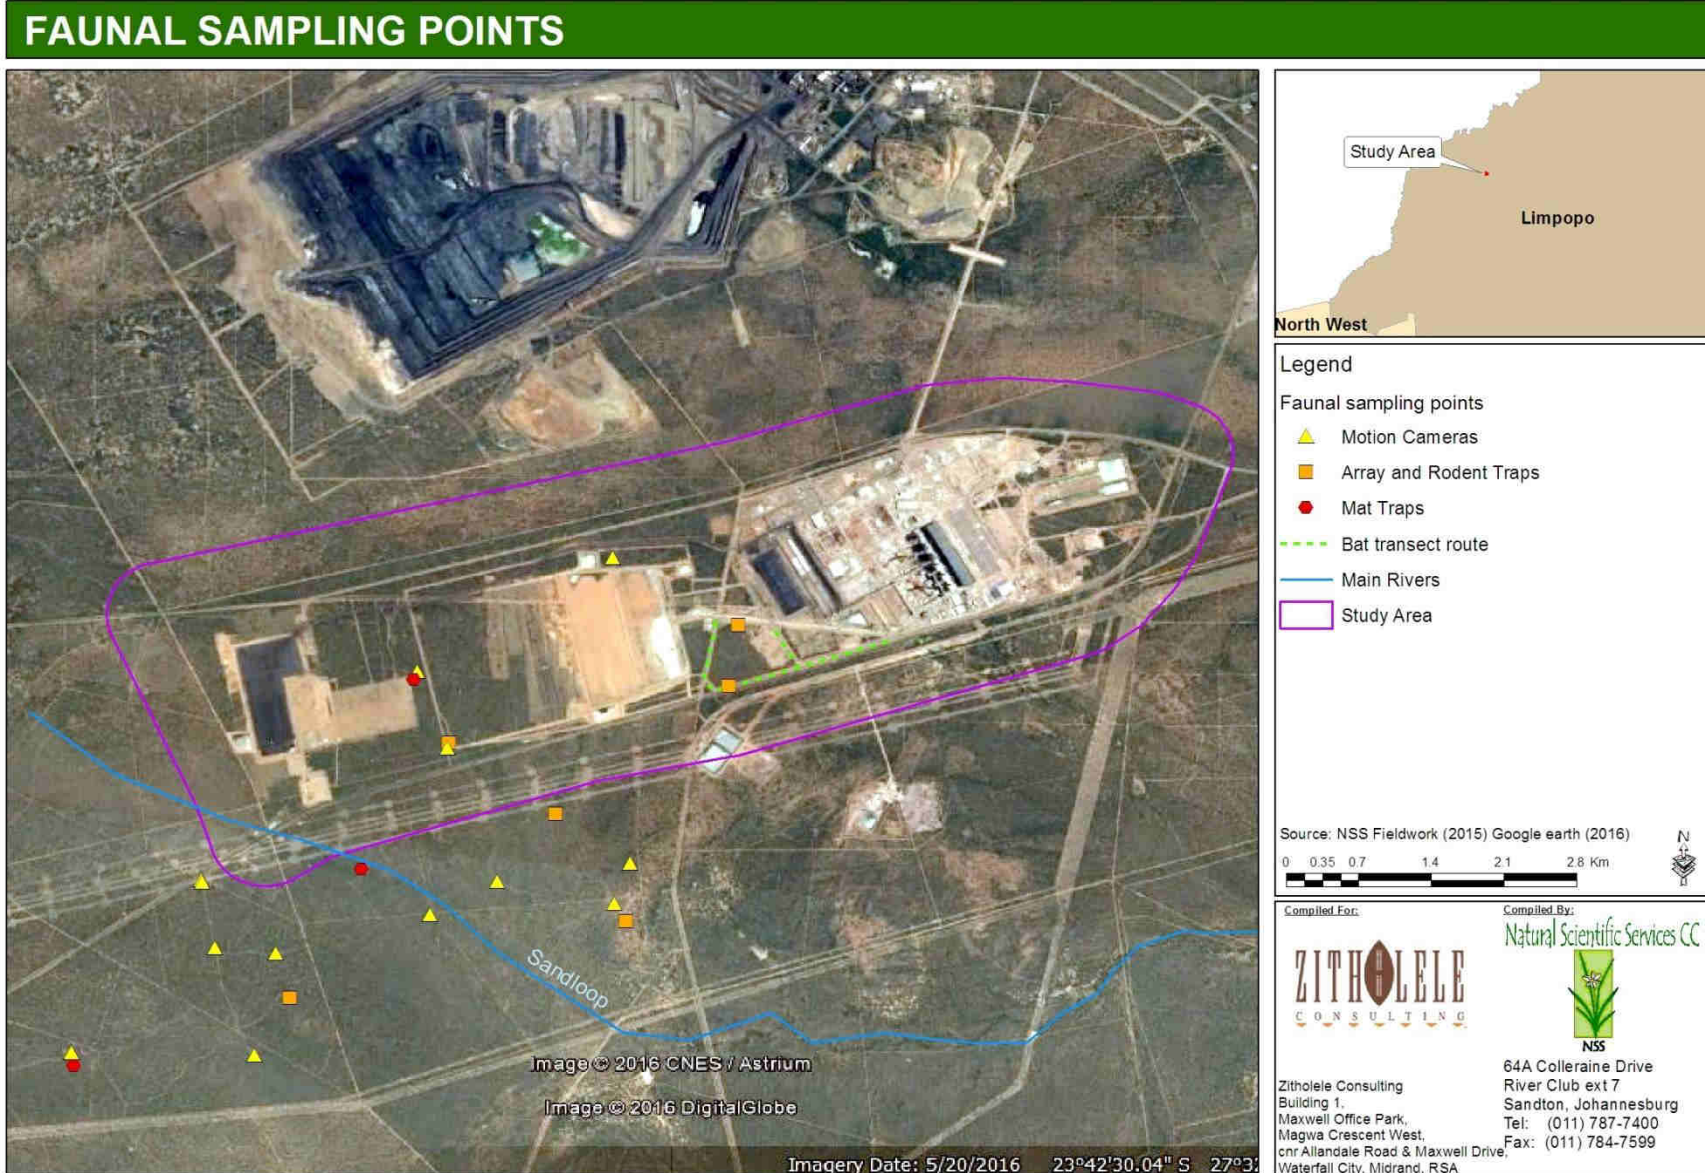 FAUNAL SAMPLING POINTS
Study Area
Limpopo
North West
Legend
Faunal sampling points
Motion Cameras
Array and Rodent Traps
Mat Traps
Bat transect route
Main Rivers
Study Area
Sandloop
Image © 2016 CNES / Astrium
Image © 2016 DigitalGlobe
Imagery Date: 5/20/2016 23°42'30.04" S
Source: NSS Fieldwork (2015) Google earth (2016)
N
0 0.35 0.7 1.4 2.1 2.8 Km
Compiled For:
ZITHOLELE
CONSULTING
Zitholele Consulting
Building 1,
Maxwell Office Park,
Magwa Crescent West,
cnr Allandale Road & Maxwell Drive,
Waterfall City, Midrand, RSA
Compiled By:
Natural Scientific Services CC
NSS
64A Colleraine Drive
River Club ext 7
Sandton, Johannesburg
Tel: (011) 787-7400
Fax: (011) 784-7599